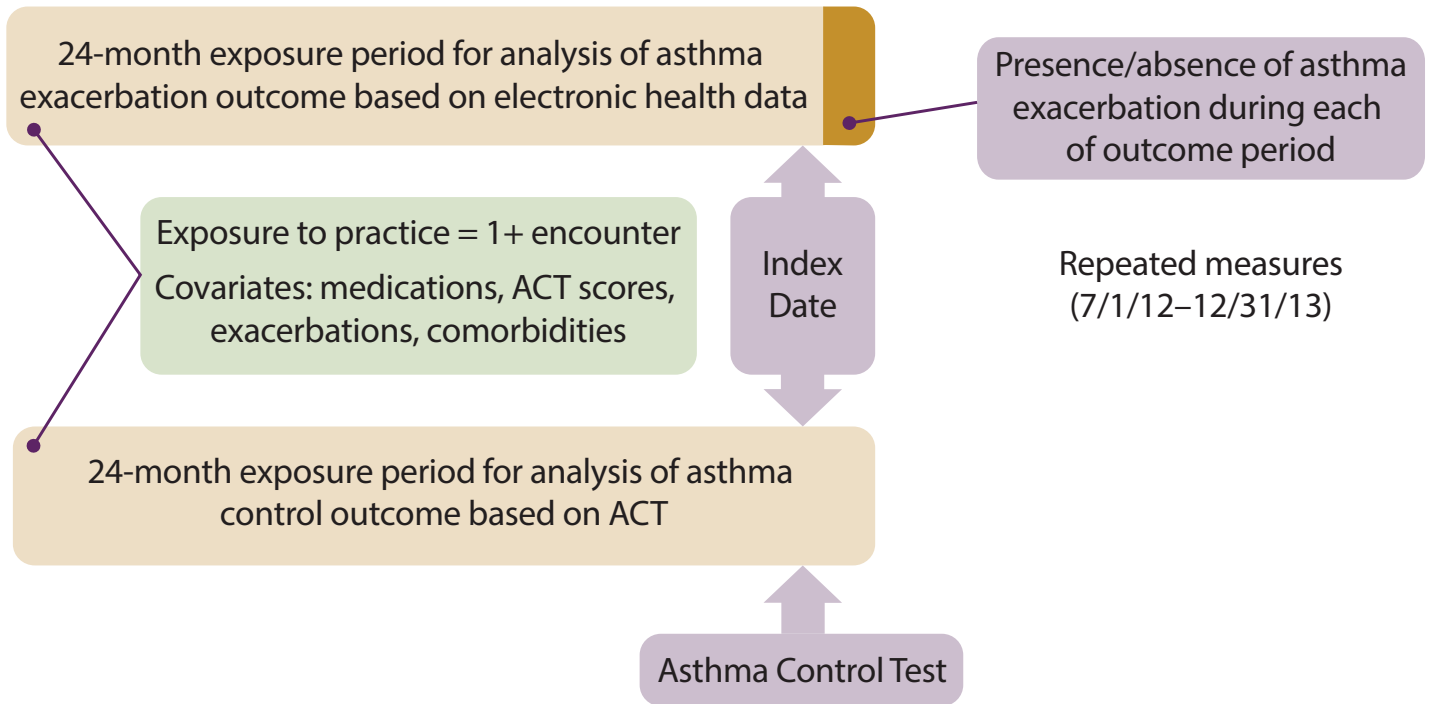 24-month exposure period for analysis of asthma
exacerbation outcome based on electronic health data
Presence/absence of asthma
exacerbation during each
of outcome period
Exposure to practice = 1+ encounter
Covariates: medications, ACT scores,
exacerbations, comorbidities
Index
Date
Repeated measures
(7/1/12–12/31/13)
24-month exposure period for analysis of asthma
control outcome based on ACT
Asthma Control Test